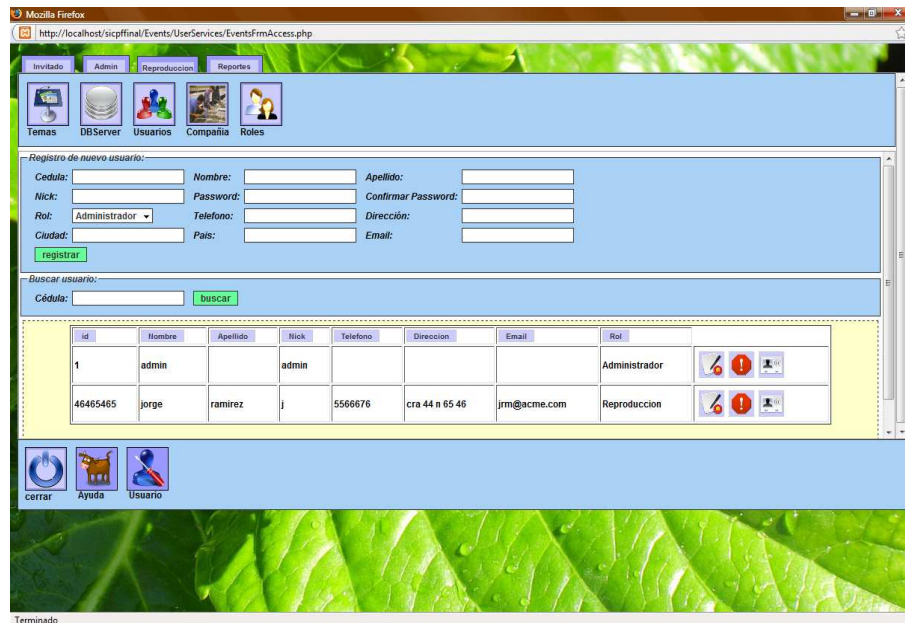 Mozilla Firefox
http://localhost/sicpffinal/Events/UserServices/EventsFrmAccess.php
Invitado Admin Reproduccion Reportes
Temas DBServer Usuarios Compañia Roles
Registro de nuevo usuario:
Cedula: Nombre: Apellido:
Nick: Password: Confirmar Password:
Rol: Administrador Telefono: Dirección:
Ciudad: Pais: Email:
registrar
Buscar usuario:
Cédula: buscar
id Nombre Apellido Nick Telefono Direccion Email Rol
1 admin admin Administrador
46465465 jorge ramirez j 5566676 cra 44 n 65 46 jrm@acme.com Reproduccion
cerrar Ayuda Usuario
Terminado